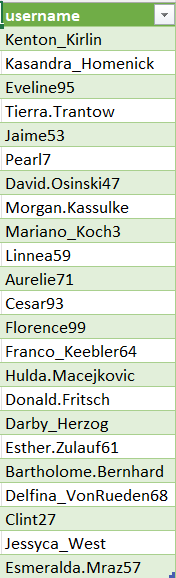 username
Kenton_Kirlin
Kasandra_Homenick
Eveline95
Tierra.Trantow
Jaime53
Pearl7
David.Osinski47
Morgan.Kassulke
Mariano_Koch3
Linnea59
Aurelie71
Cesar93
Florence99
Franco_Keebler64
Hulda.Macejkovic
Donald.Fritsch
Darby_Herzog
Esther.Zulauf61
Bartholome.Bernhard
Delfina_VonRueden68
Clint27
Jessyca_West
Esmeralda.Mraz57